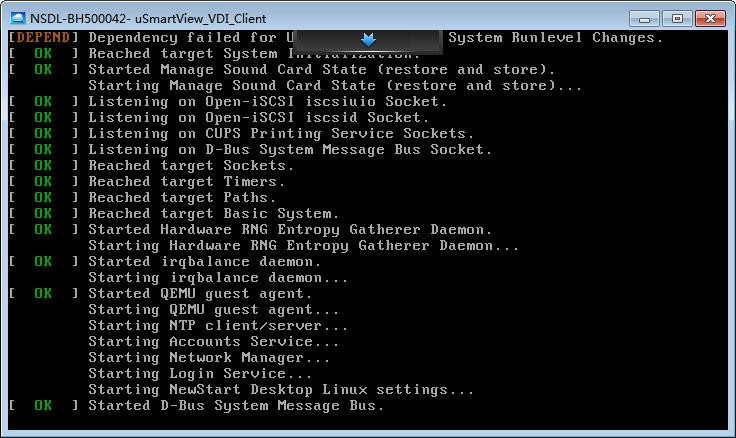 NSDL-BH500042- uSmartView_VDI_Client
[DEPEND] Dependency failed for U System Runlevel Changes.
[ OK ] Reached target System Initialization.
[ OK ] Started Manage Sound Card State (restore and store).
Starting Manage Sound Card State (restore and store)...
[ OK ] Listening on Open-iSCSI iscsiuio Socket.
[ OK ] Listening on Open-iSCSI iscsid Socket.
[ OK ] Listening on CUPS Printing Service Sockets.
[ OK ] Listening on D-Bus System Message Bus Socket.
[ OK ] Reached target Sockets.
[ OK ] Reached target Timers.
[ OK ] Reached target Paths.
[ OK ] Reached target Basic System.
[ OK ] Started Hardware RNG Entropy Gatherer Daemon.
Starting Hardware RNG Entropy Gatherer Daemon...
[ OK ] Started irqbalance daemon.
Starting irqbalance daemon...
[ OK ] Started QEMU guest agent.
Starting QEMU guest agent...
Starting NTP client/server...
Starting Accounts Service...
Starting Network Manager...
Starting Login Service...
Starting NewStart Desktop Linux settings...
[ OK ] Started D-Bus System Message Bus.